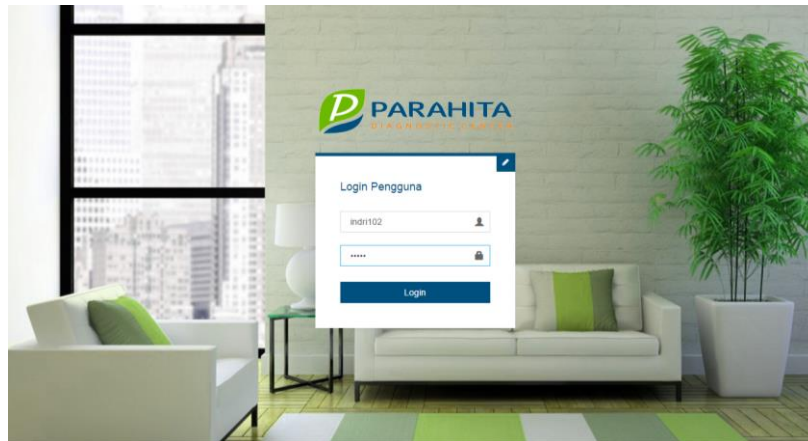 PARAHITA
DIAGNOSTIC CENTER
Login Pengguna
indri102
•••••
Login